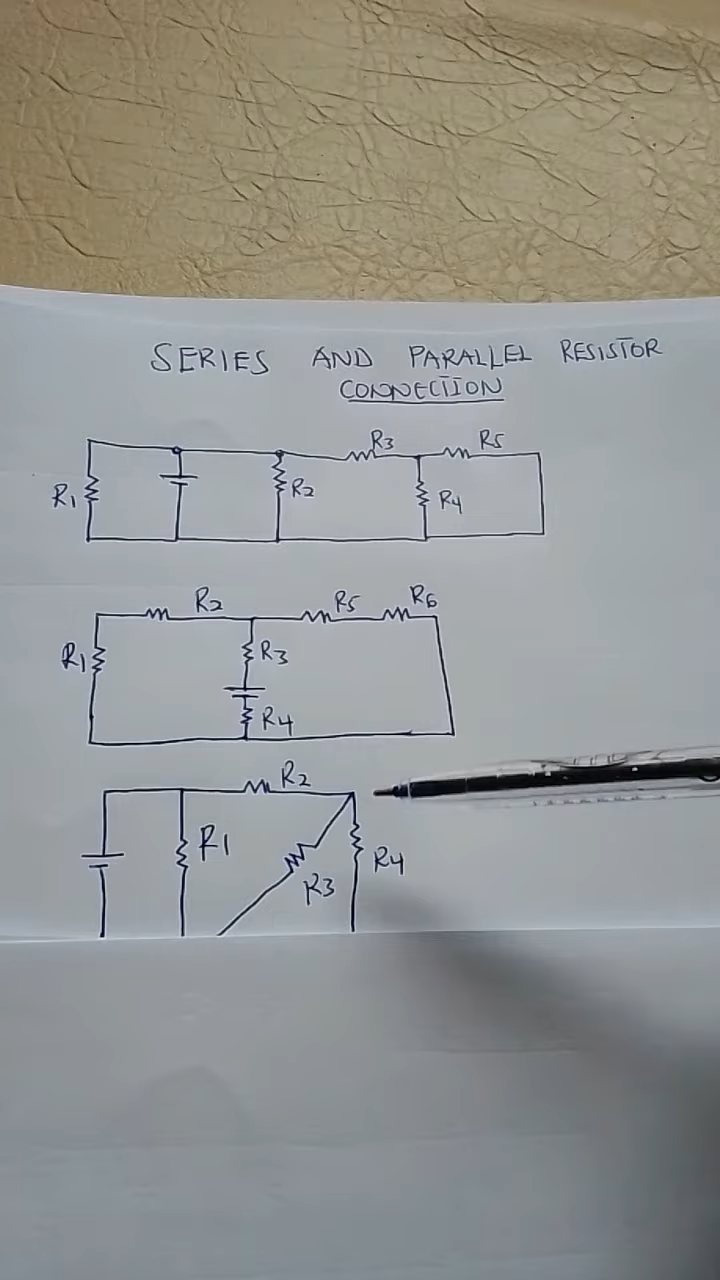 SERIES AND PARALLEL RESISTOR
CONNECTION
R1 R2 R3 R4 R5
R1 R2 R3 R4 R5 R6
R1 R2 R3 R4